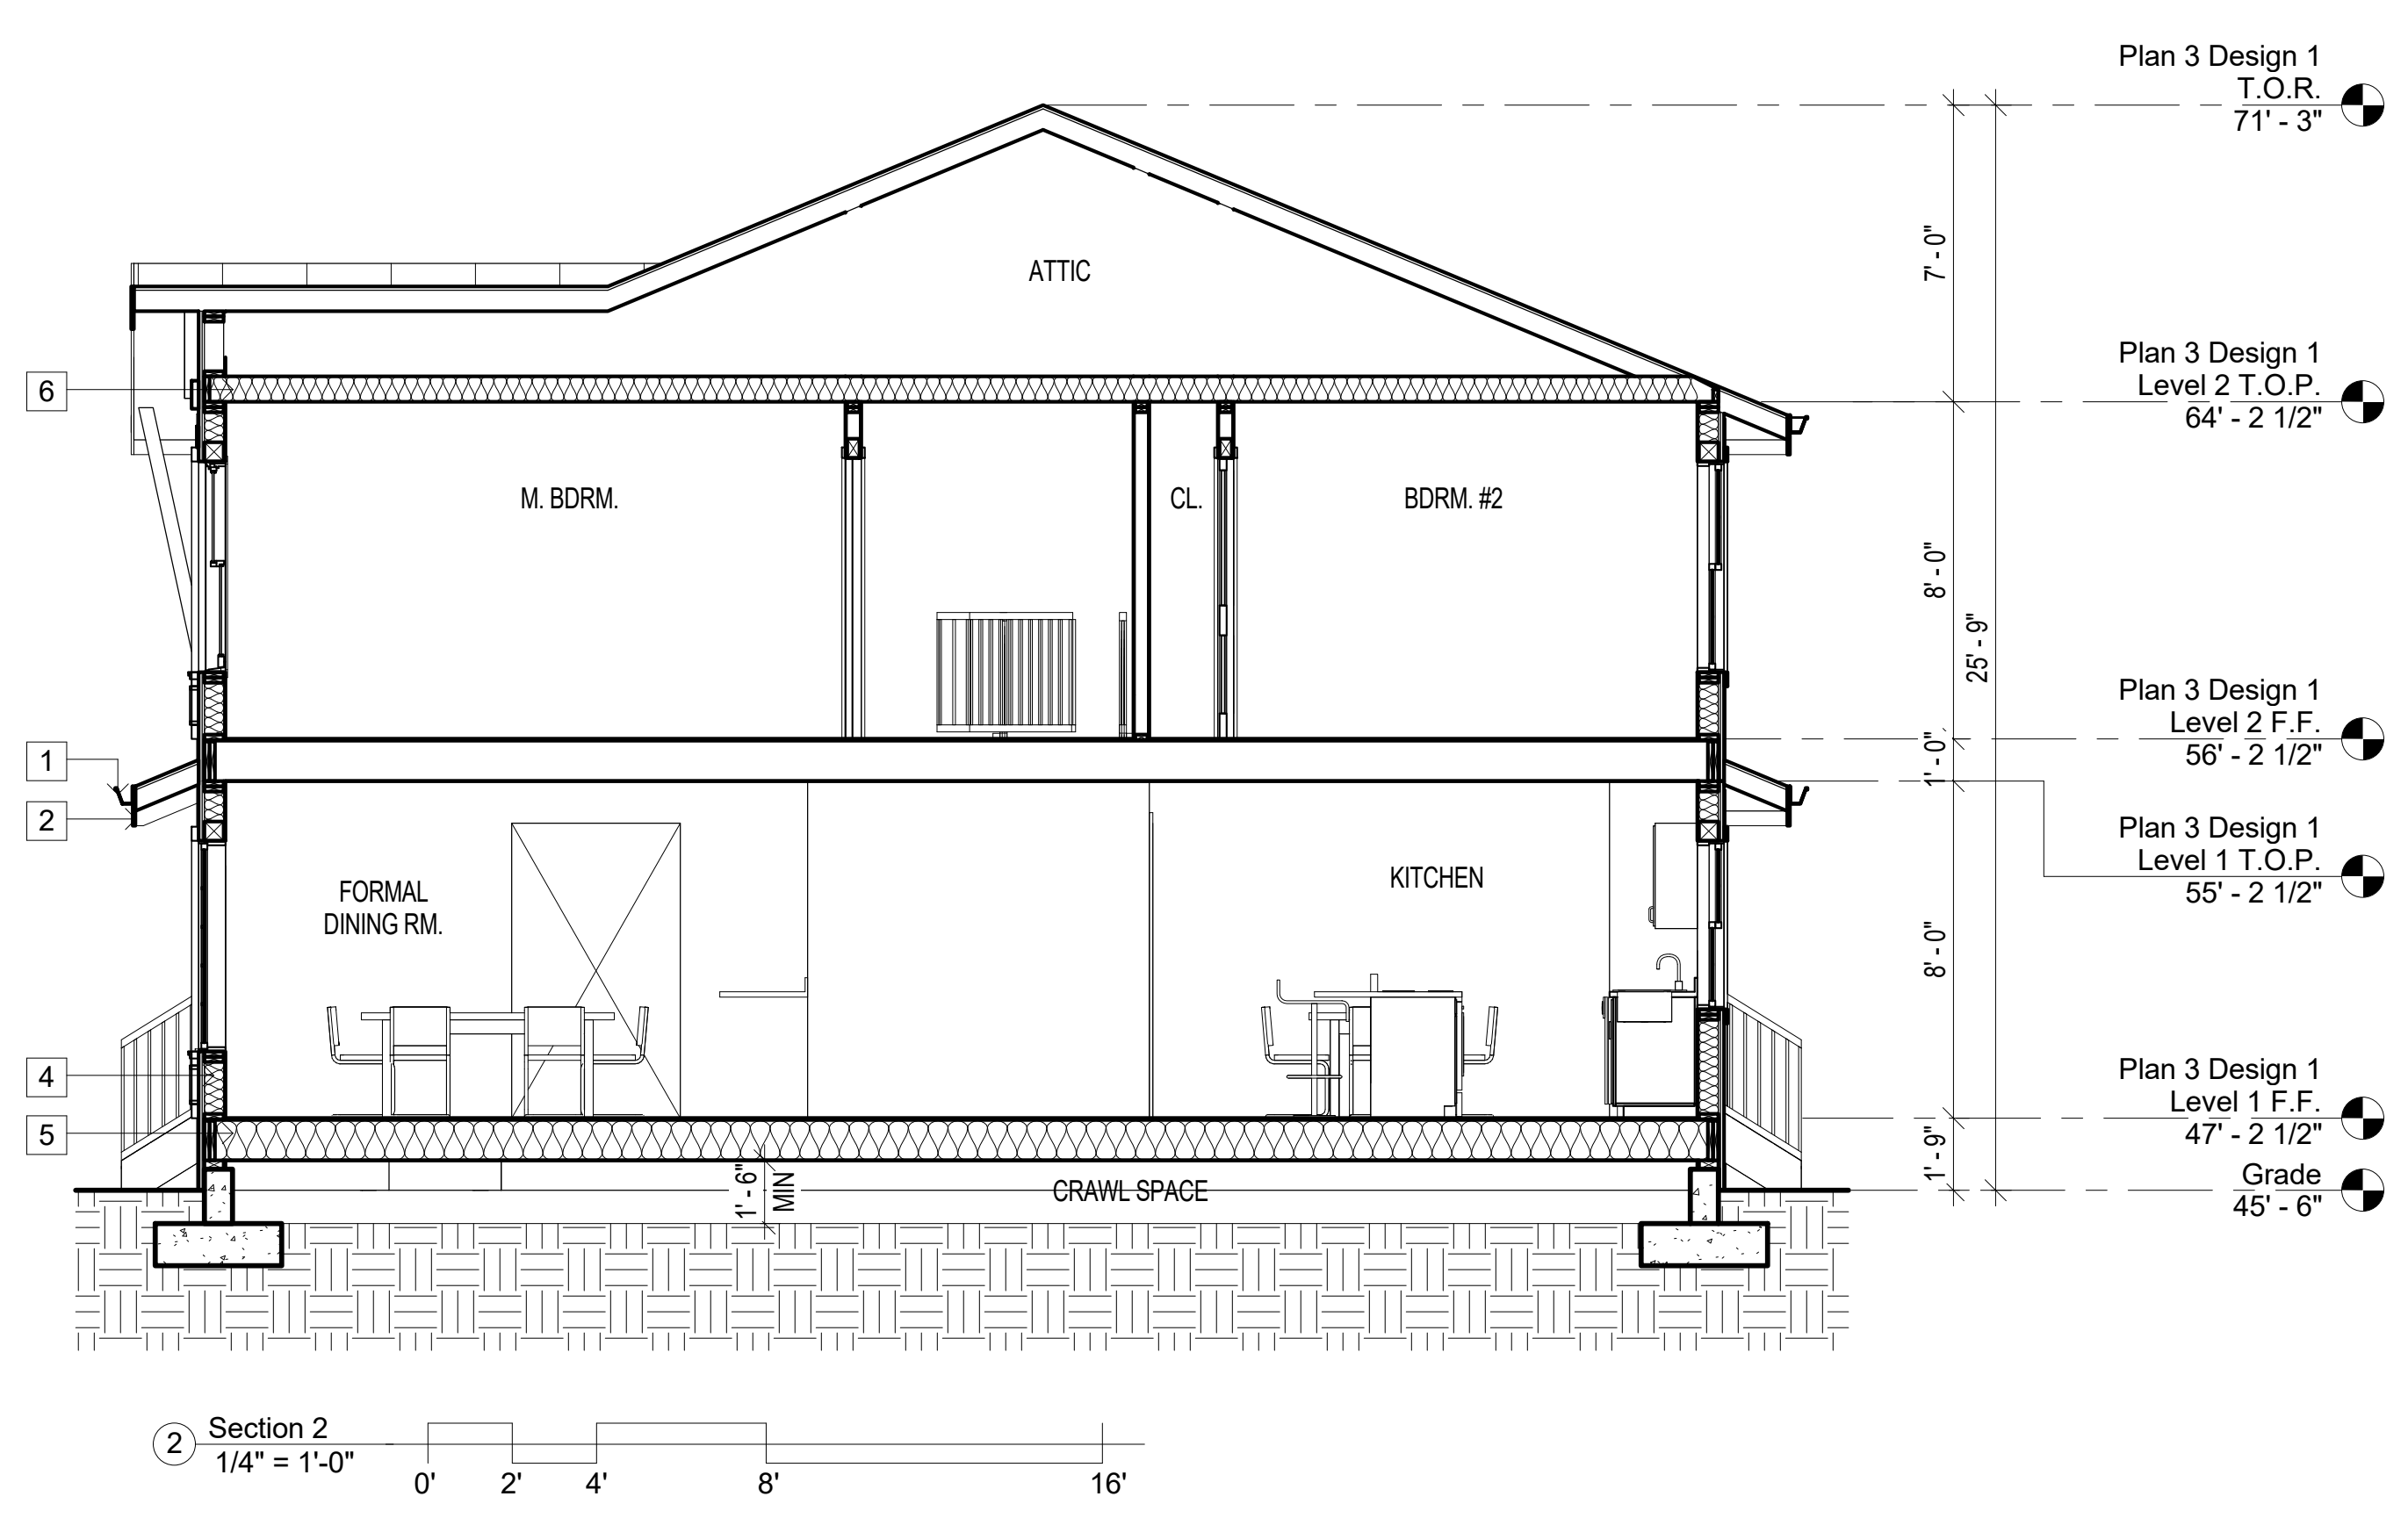 Plan 3 Design 1
T.O.R.
71' - 3"
7' - 0"
ATTIC
Plan 3 Design 1
Level 2 T.O.P.
64' - 2 1/2"
6
M. BDRM.
CL.
BDRM. #2
8' - 0"
25' - 9"
Plan 3 Design 1
Level 2 F.F.
56' - 2 1/2"
1' - 0"
1
2
Plan 3 Design 1
Level 1 T.O.P.
55' - 2 1/2"
FORMAL
DINING RM.
KITCHEN
8' - 0"
4
5
Plan 3 Design 1
Level 1 F.F.
47' - 2 1/2"
1' - 9"
1' - 6"
MIN
CRAWL SPACE
Grade
45' - 6"
2
Section 2
1/4" = 1'-0"
0'
2'
4'
8'
16'